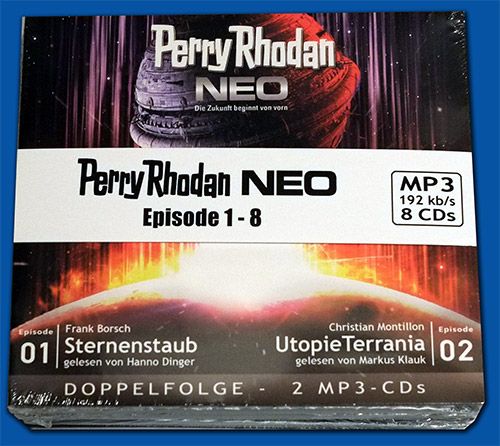 Perry Rhodan
NEO
Die Zukunft beginnt von vorn
Perry Rhodan NEO
Episode 1 - 8
MP3
192 kb/s
8 CDs
Episode
01
Frank Borsch
Sternenstaub
gelesen von Hanno Dinger
Christian Montillon
UtopieTerrania
gelesen von Markus Klauk
Episode
02
DOPPELFOLGE - 2 MP3-CDs